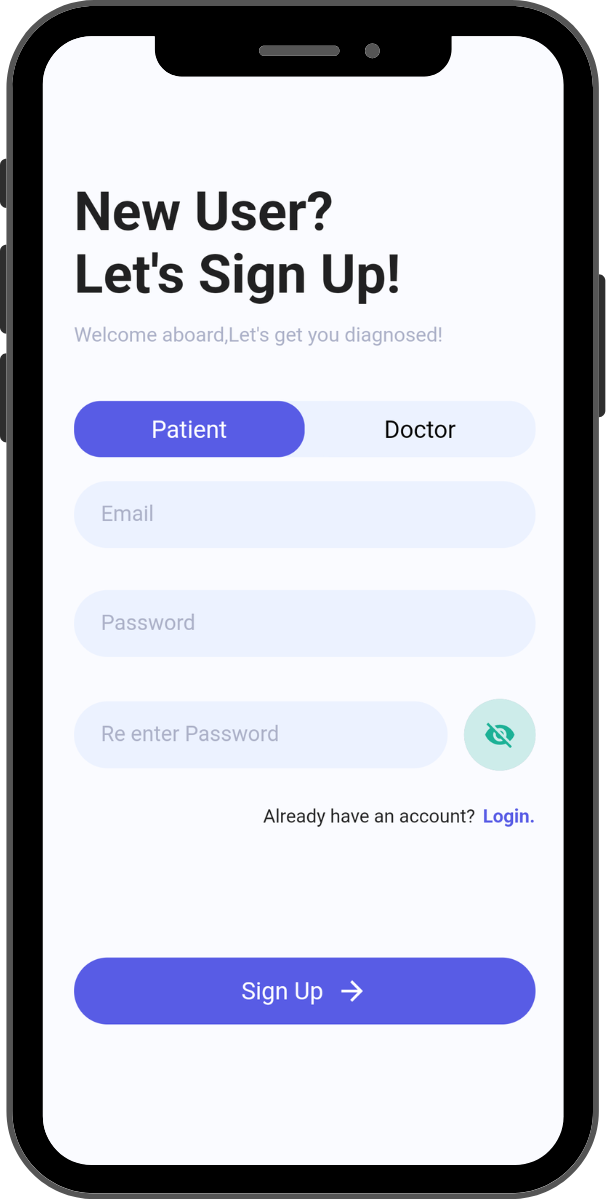 New User?
Let's Sign Up!
Welcome aboard,Let's get you diagnosed!
Patient Doctor
Email
Password
Re enter Password
Already have an account? Login.
Sign Up